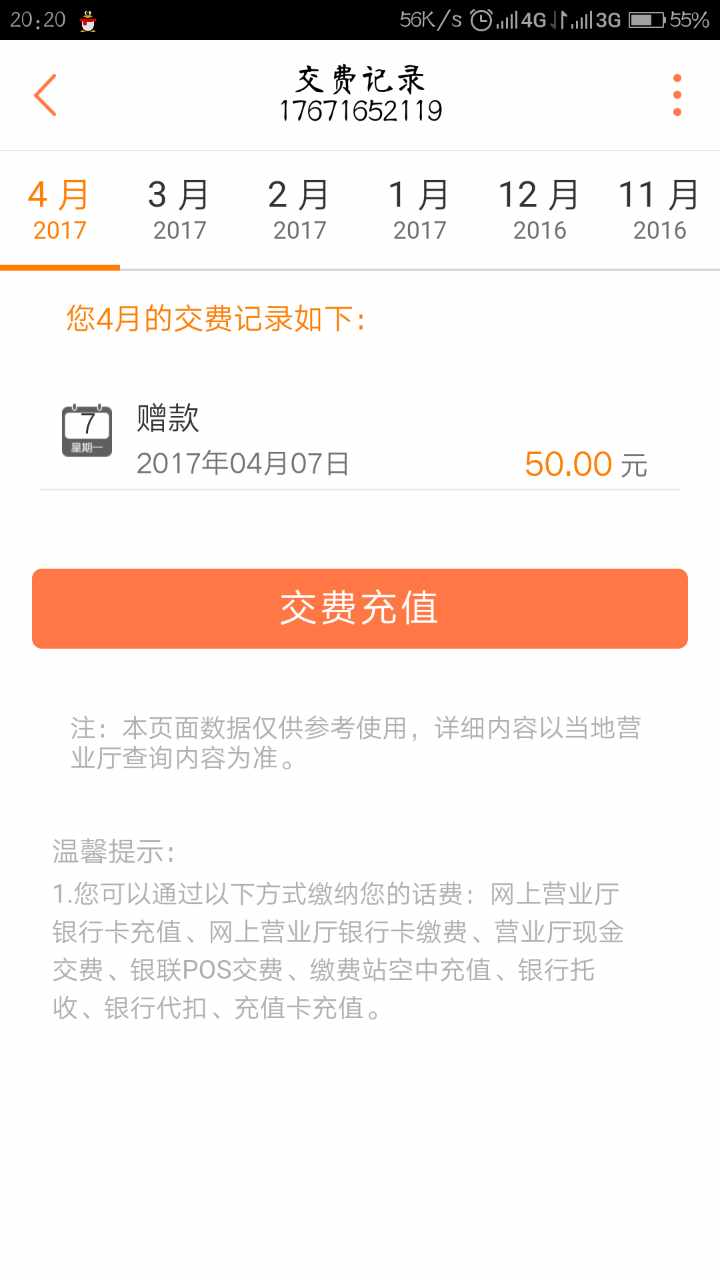 20:20 56K/s 4G 3G 55%
交费记录
17671652119
4 月 3 月 2 月 1 月 12 月 11 月
2017 2017 2017 2017 2016 2016
您4月的交费记录如下：
7 赠款
星期一
2017年04月07日 50.00 元
交费充值
注：本页面数据仅供参考使用，详细内容以当地营
业厅查询内容为准。
温馨提示：
1.您可以通过以下方式缴纳您的话费：网上营业厅
银行卡充值、网上营业厅银行卡缴费、营业厅现金
交费、银联POS交费、缴费站空中充值、银行托
收、银行代扣、充值卡充值。